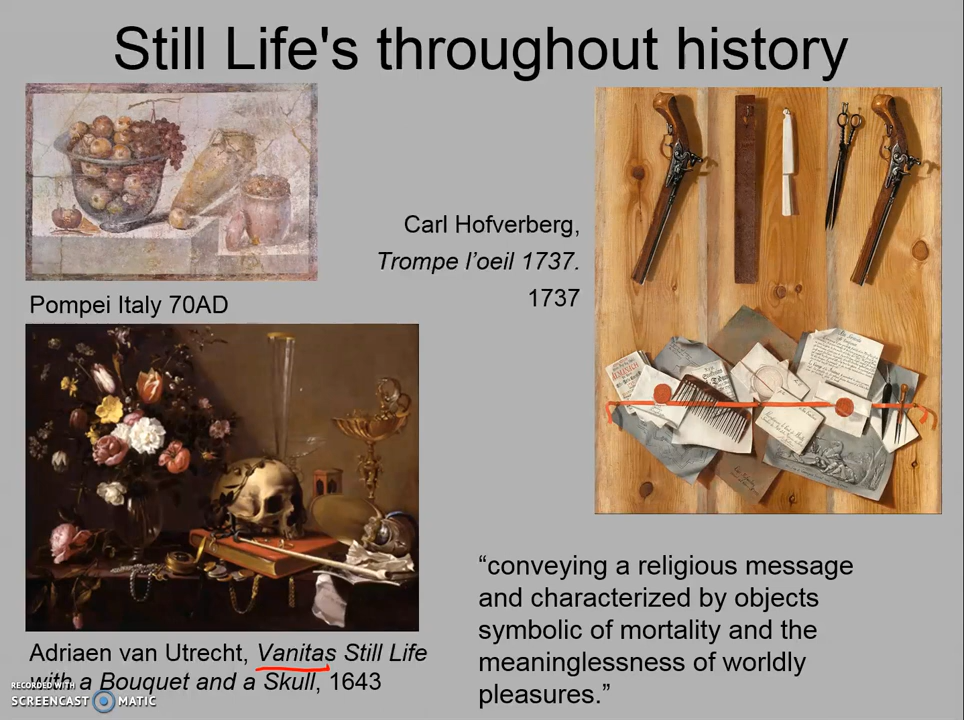 Still Life's throughout history
Pompei Italy 70AD
Carl Hofverberg,
Trompe l’oeil 1737.
1737
Adriaen van Utrecht, Vanitas Still Life
with a Bouquet and a Skull, 1643
“conveying a religious message
and characterized by objects
symbolic of mortality and the
meaninglessness of worldly
pleasures.”
RECORDED WITH
SCREENCAST MATIC